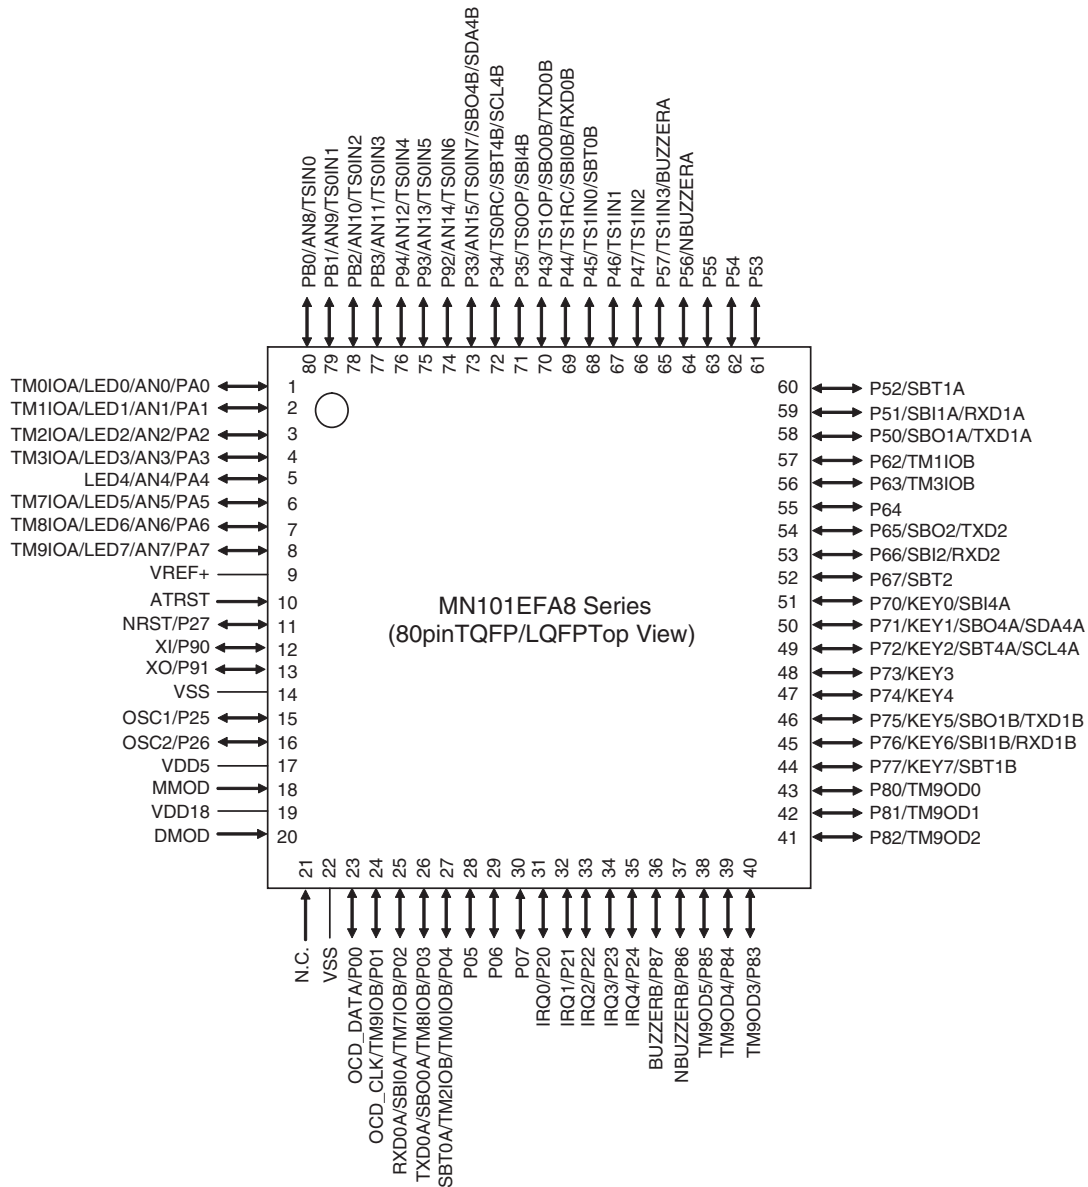 PB0/AN8/TSIN0
PB1/AN9/TS0IN1
PB2/AN10/TS0IN2
PB3/AN11/TS0IN3
P94/AN12/TS0IN4
P93/AN13/TS0IN5
P92/AN14/TS0IN6
P33/AN15/TS0IN7/SBO4B/SDA4B
P34/TS0RC/SBT4B/SCL4B
P35/TS0OP/SBI4B
P43/TS1OP/SBO0B/TXD0B
P44/TS1RC/SBI0B/RXD0B
P45/TS1IN0/SBT0B
P46/TS1IN1
P47/TS1IN2
P57/TS1IN3/BUZZERA
P56/NBUZZERA
P55
P54
P53
80
79
78
77
76
75
74
73
72
71
70
69
68
67
66
65
64
63
62
61
TM0IOA/LED0/AN0/PA0 1
TM1IOA/LED1/AN1/PA1 2
TM2IOA/LED2/AN2/PA2 3
TM3IOA/LED3/AN3/PA3 4
LED4/AN4/PA4 5
TM7IOA/LED5/AN5/PA5 6
TM8IOA/LED6/AN6/PA6 7
TM9IOA/LED7/AN7/PA7 8
VREF+ 9
ATRST 10
NRST/P27 11
XI/P90 12
XO/P91 13
VSS 14
OSC1/P25 15
OSC2/P26 16
VDD5 17
MMOD 18
VDD18 19
DMOD 20
MN101EFA8 Series
(80pinTQFP/LQFPTop View)
60 P52/SBT1A
59 P51/SBI1A/RXD1A
58 P50/SBO1A/TXD1A
57 P62/TM1IOB
56 P63/TM3IOB
55 P64
54 P65/SBO2/TXD2
53 P66/SBI2/RXD2
52 P67/SBT2
51 P70/KEY0/SBI4A
50 P71/KEY1/SBO4A/SDA4A
49 P72/KEY2/SBT4A/SCL4A
48 P73/KEY3
47 P74/KEY4
46 P75/KEY5/SBO1B/TXD1B
45 P76/KEY6/SBI1B/RXD1B
44 P77/KEY7/SBT1B
43 P80/TM9OD0
42 P81/TM9OD1
41 P82/TM9OD2
21
22
23
24
25
26
27
28
29
30
31
32
33
34
35
36
37
38
39
40
N.C.
VSS
OCD_DATA/P00
OCD_CLK/TM9IOB/P01
RXD0A/SBI0A/TM7IOB/P02
TXD0A/SBO0A/TM8IOB/P03
SBT0A/TM2IOB/TM0IOB/P04
P05
P06
P07
IRQ0/P20
IRQ1/P21
IRQ2/P22
IRQ3/P23
IRQ4/P24
BUZZERB/P87
NBUZZERB/P86
TM9OD5/P85
TM9OD4/P84
TM9OD3/P83